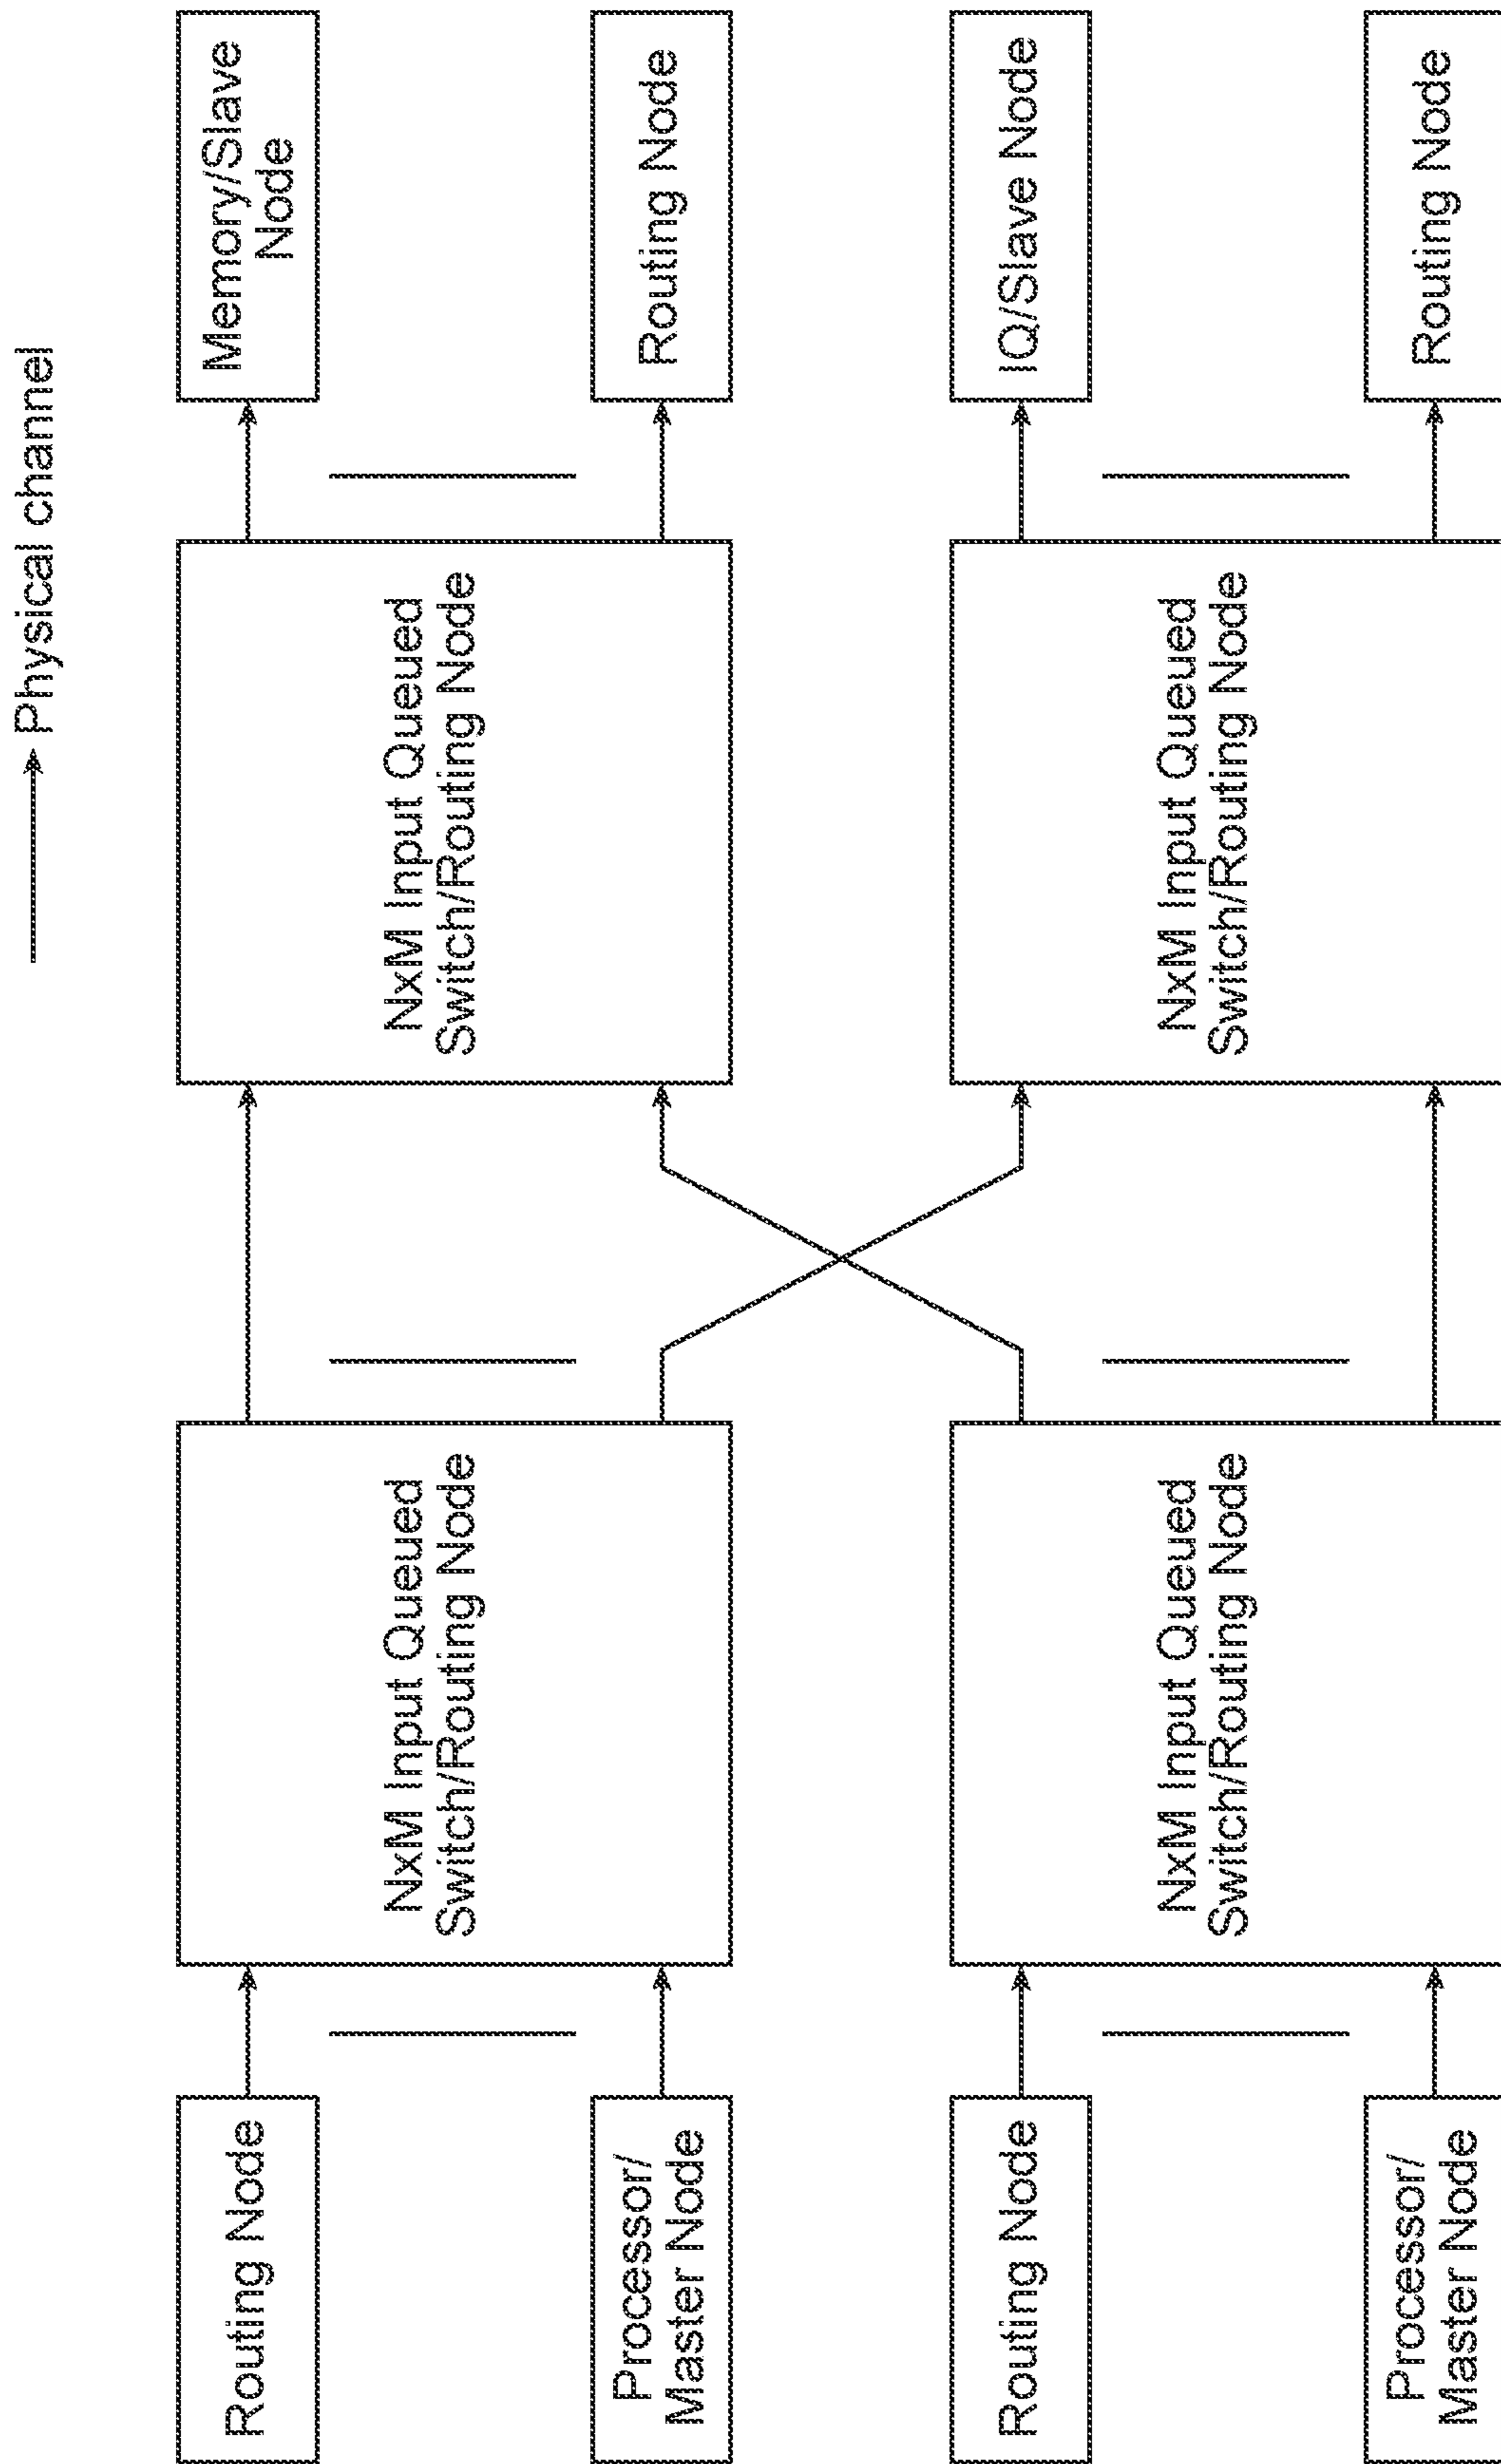 Physical channel
Routing Node
Memory/Slave
Node
NxM Input Queued
Switch/Routing Node
NxM Input Queued
Switch/Routing Node
Processor/
Master Node
Routing Node
Routing Node
IQ/Slave Node
NxM Input Queued
Switch/Routing Node
NxM Input Queued
Switch/Routing Node
Processor/
Master Node
Routing Node